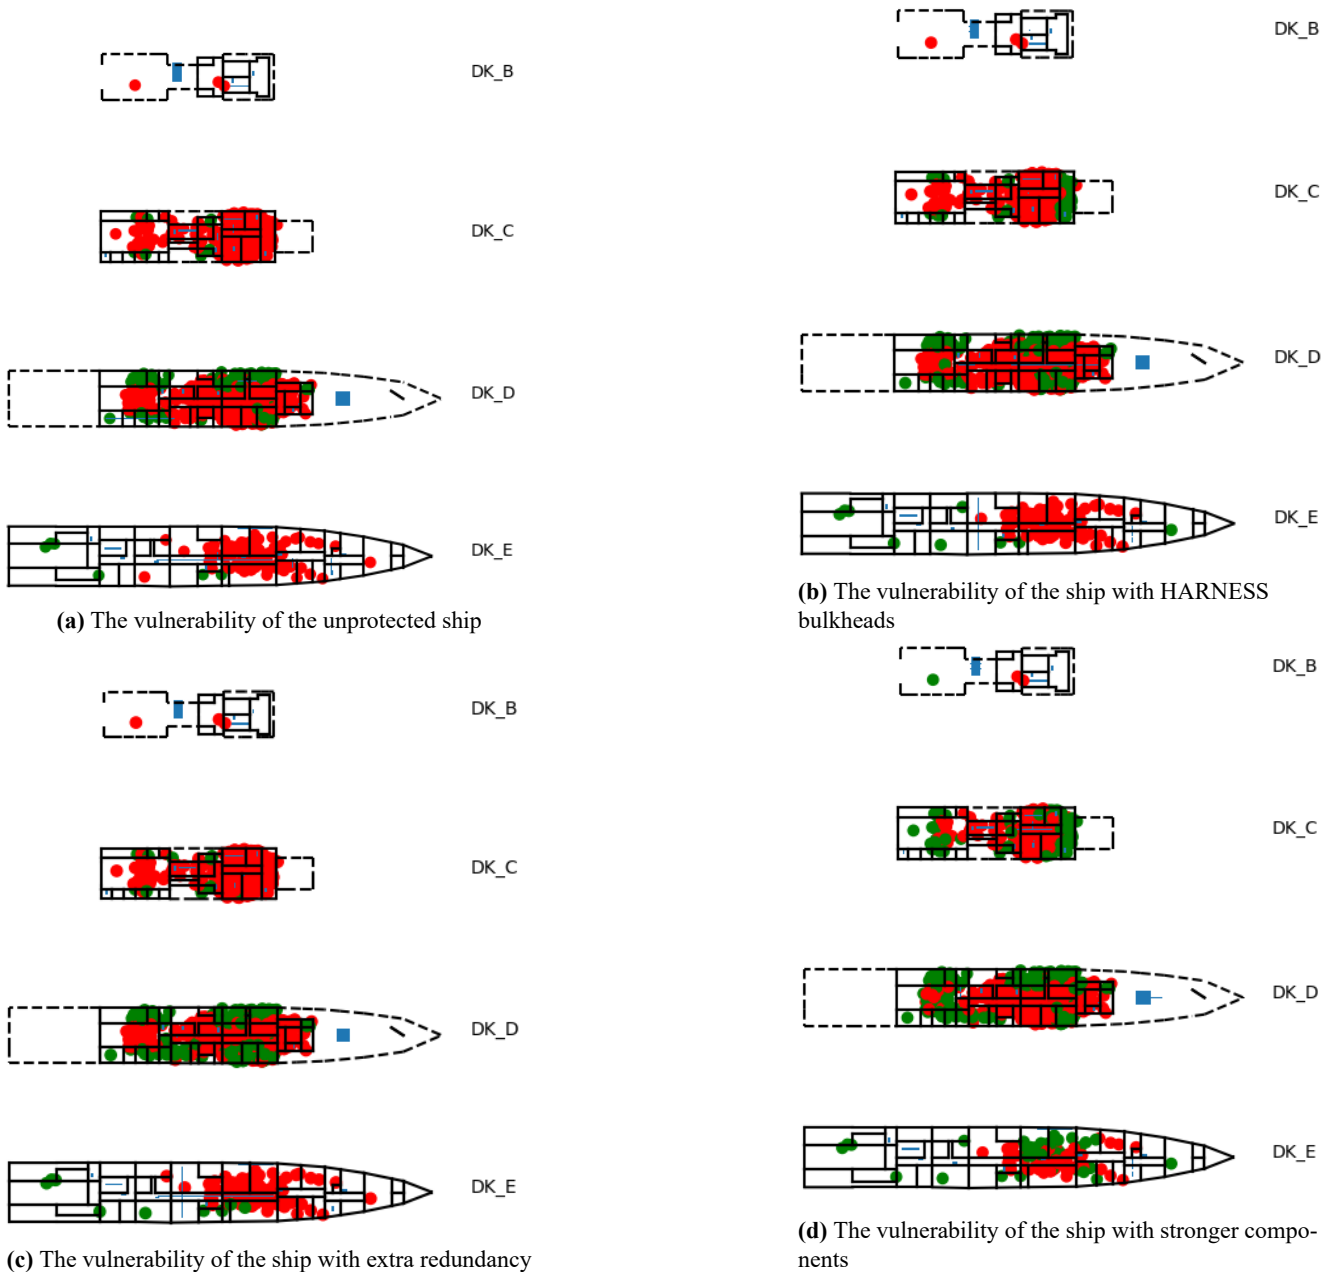 DK_B
DK_C
DK_D
DK_E
(a) The vulnerability of the unprotected ship
DK_B
DK_C
DK_D
DK_E
(b) The vulnerability of the ship with HARNESS
bulkheads
DK_B
DK_C
DK_D
DK_E
(c) The vulnerability of the ship with extra redundancy
DK_B
DK_C
DK_D
DK_E
(d) The vulnerability of the ship with stronger compo-
nents